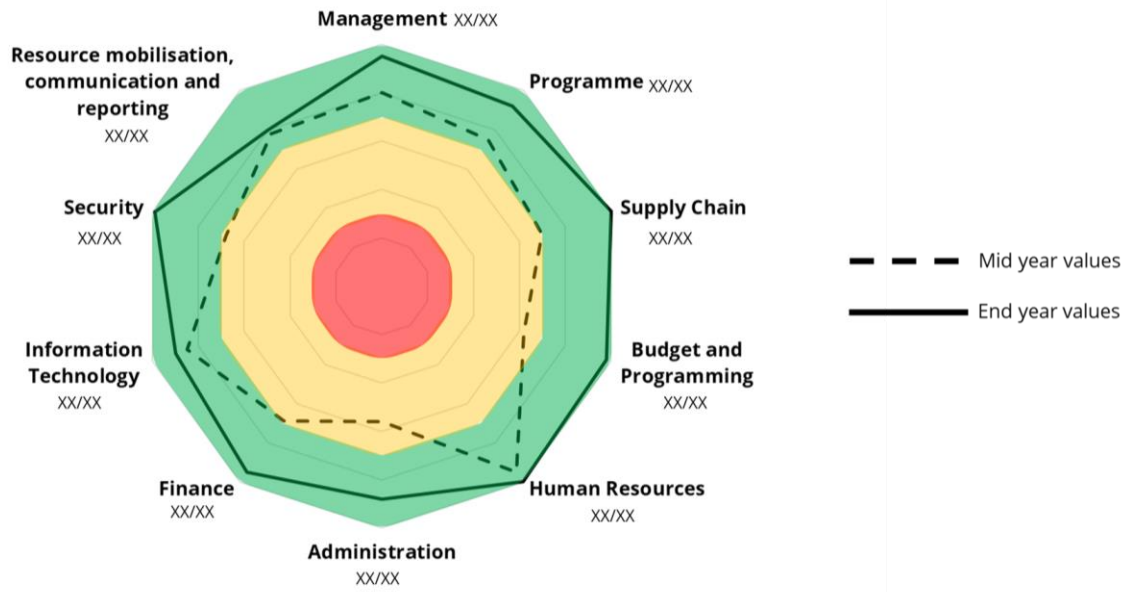 Management XX/XX
Resource mobilisation,
communication and
reporting
XX/XX
Programme XX/XX
Security
XX/XX
Supply Chain
XX/XX
Mid year values
End year values
Information
Technology
XX/XX
Budget and
Programming
XX/XX
Finance
XX/XX
Human Resources
XX/XX
Administration
XX/XX